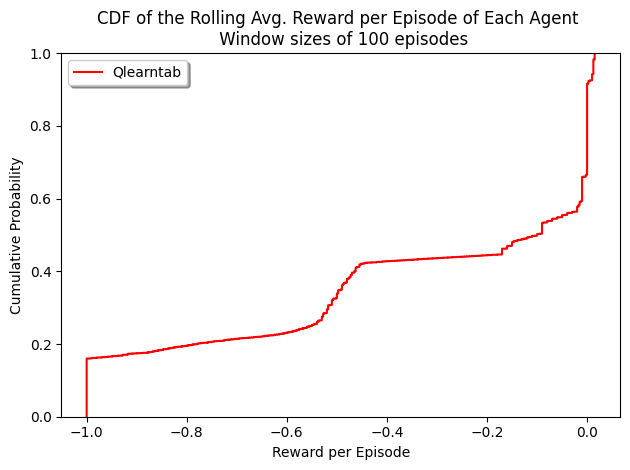 CDF of the Rolling Avg. Reward per Episode of Each Agent
Window sizes of 100 episodes
Qlearntab
Cumulative Probability
1.0
0.8
0.6
0.4
0.2
0.0
−1.0 −0.8 −0.6 −0.4 −0.2 0.0
Reward per Episode